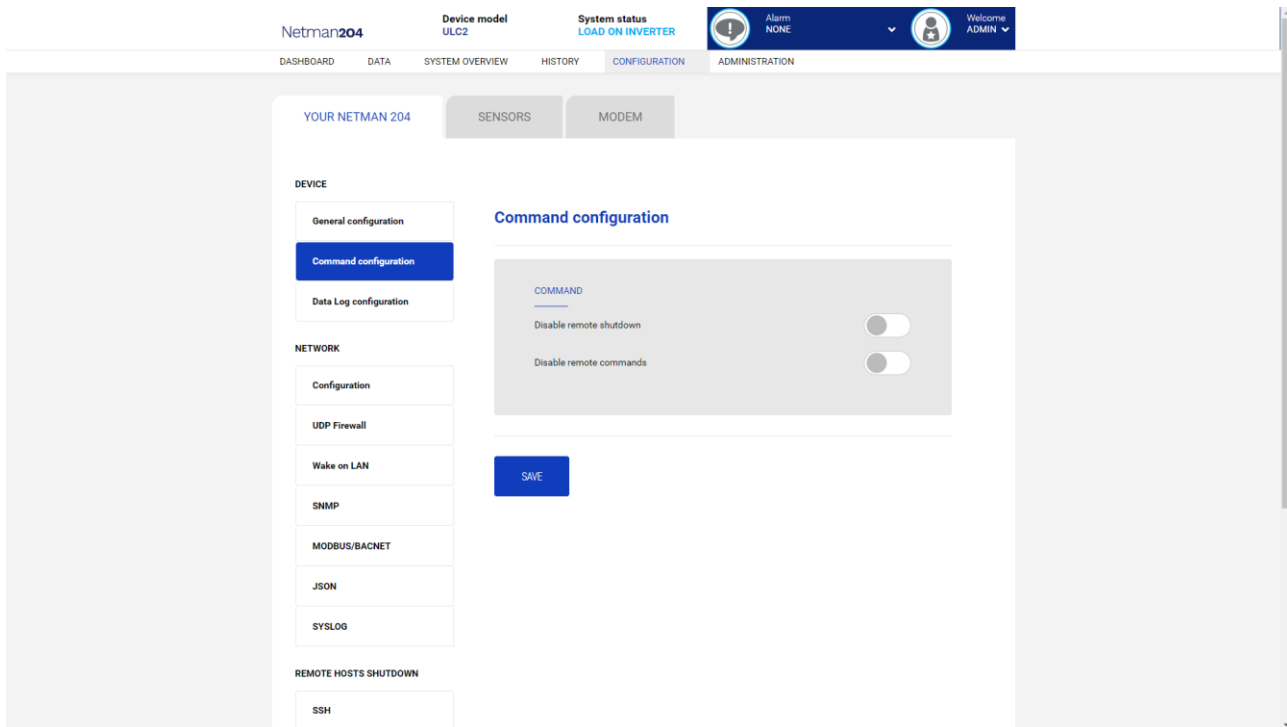 Netman204
Device model
ULC2
System status
LOAD ON INVERTER
Alarm
NONE
Welcome
ADMIN
DASHBOARD DATA SYSTEM OVERVIEW HISTORY CONFIGURATION ADMINISTRATION
YOUR NETMAN 204 SENSORS MODEM
DEVICE
General configuration
Command configuration
Data Log configuration
NETWORK
Configuration
UDP Firewall
Wake on LAN
SNMP
MODBUS/BACNET
JSON
SYSLOG
REMOTE HOSTS SHUTDOWN
SSH
Command configuration
COMMAND
Disable remote shutdown
Disable remote commands
SAVE